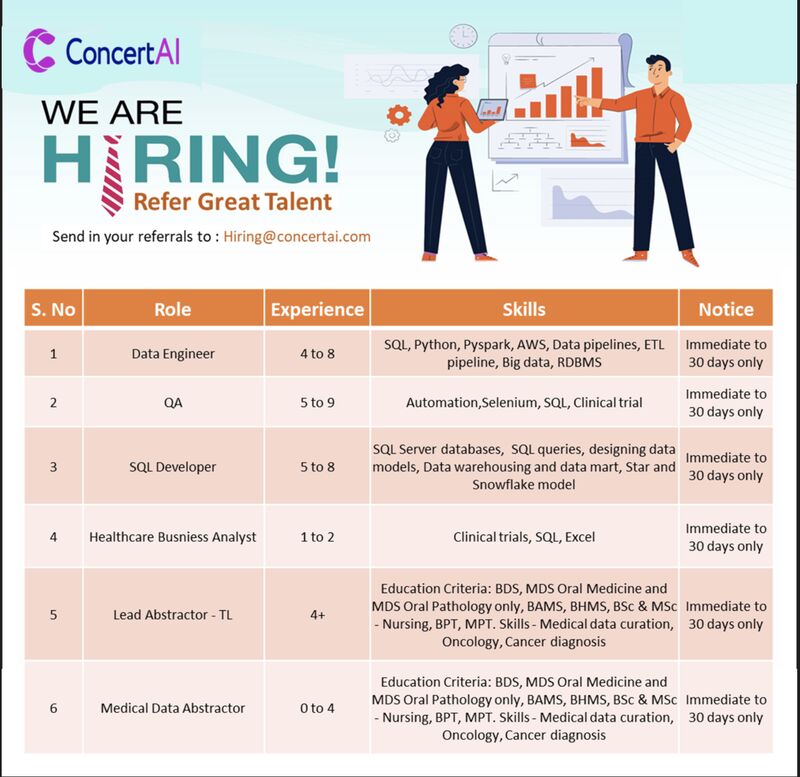 ConcertAI
WE ARE
HIRING!
Refer Great Talent
Send in your referrals to : Hiring@concertai.com
S. No Role Experience Skills Notice
1 Data Engineer 4 to 8 SQL, Python, Pyspark, AWS, Data pipelines, ETL
pipeline, Big data, RDBMS
Immediate to
30 days only
2 QA 5 to 9 Automation,Selenium, SQL, Clinical trial
Immediate to
30 days only
3 SQL Developer 5 to 8 SQL Server databases, SQL queries, designing data
models, Data warehousing and data mart, Star and
Snowflake model
Immediate to
30 days only
4 Healthcare Busniess Analyst 1 to 2 Clinical trials, SQL, Excel
Immediate to
30 days only
5 Lead Abstractor - TL 4+ Education Criteria: BDS, MDS Oral Medicine and
MDS Oral Pathology only, BAMS, BHMS, BSc & MSc
- Nursing, BPT, MPT. Skills - Medical data curation,
Oncology, Cancer diagnosis
Immediate to
30 days only
6 Medical Data Abstractor 0 to 4 Education Criteria: BDS, MDS Oral Medicine and
MDS Oral Pathology only, BAMS, BHMS, BSc & MSc
- Nursing, BPT, MPT. Skills - Medical data curation,
Oncology, Cancer diagnosis
Immediate to
30 days only